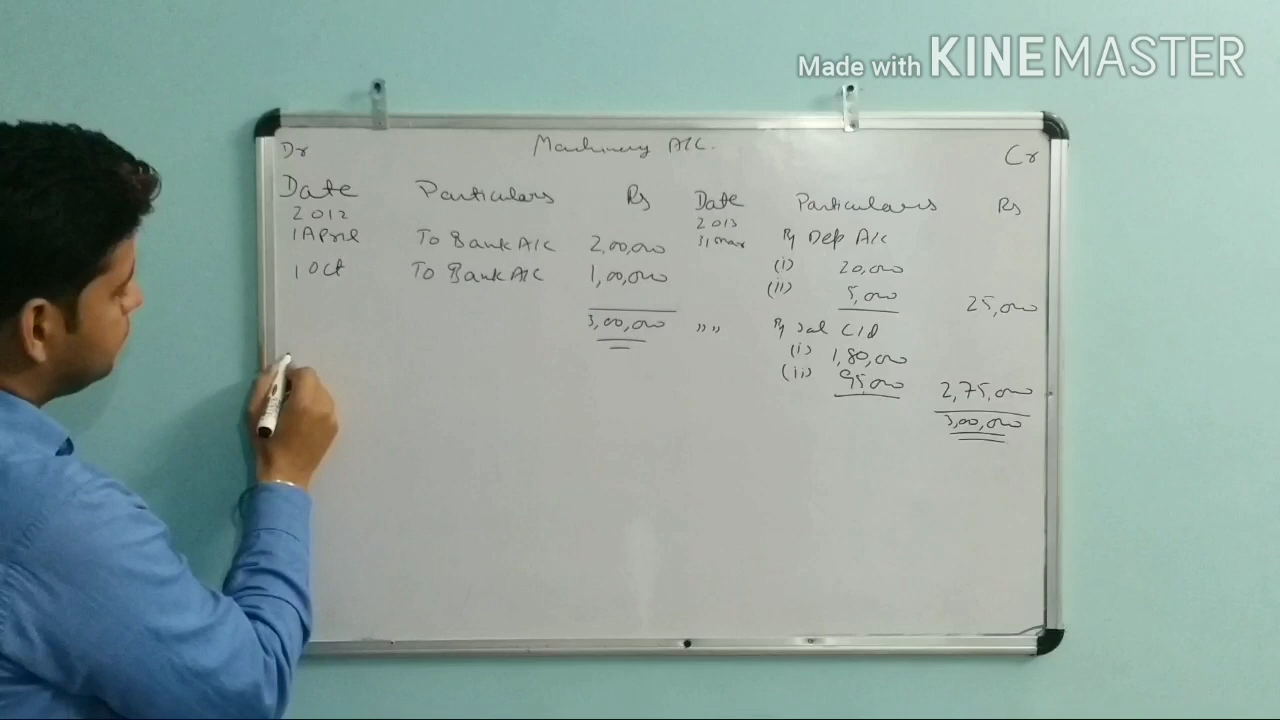 Made with KINEMASTER
Machinery A/C.
Dr Cr
Date Particulars Rs Date Particulars Rs
2012 2013
1 April To Bank A/C 2,00,000 31 mar By Dep A/C
1 Oct To Bank A/C 1,00,000 (i) 20,000
(ii) 5,000 25,000
3,00,000 ,, ,, By bal C/d
(i) 1,80,000
(ii) 95,000 2,75,000
3,00,000